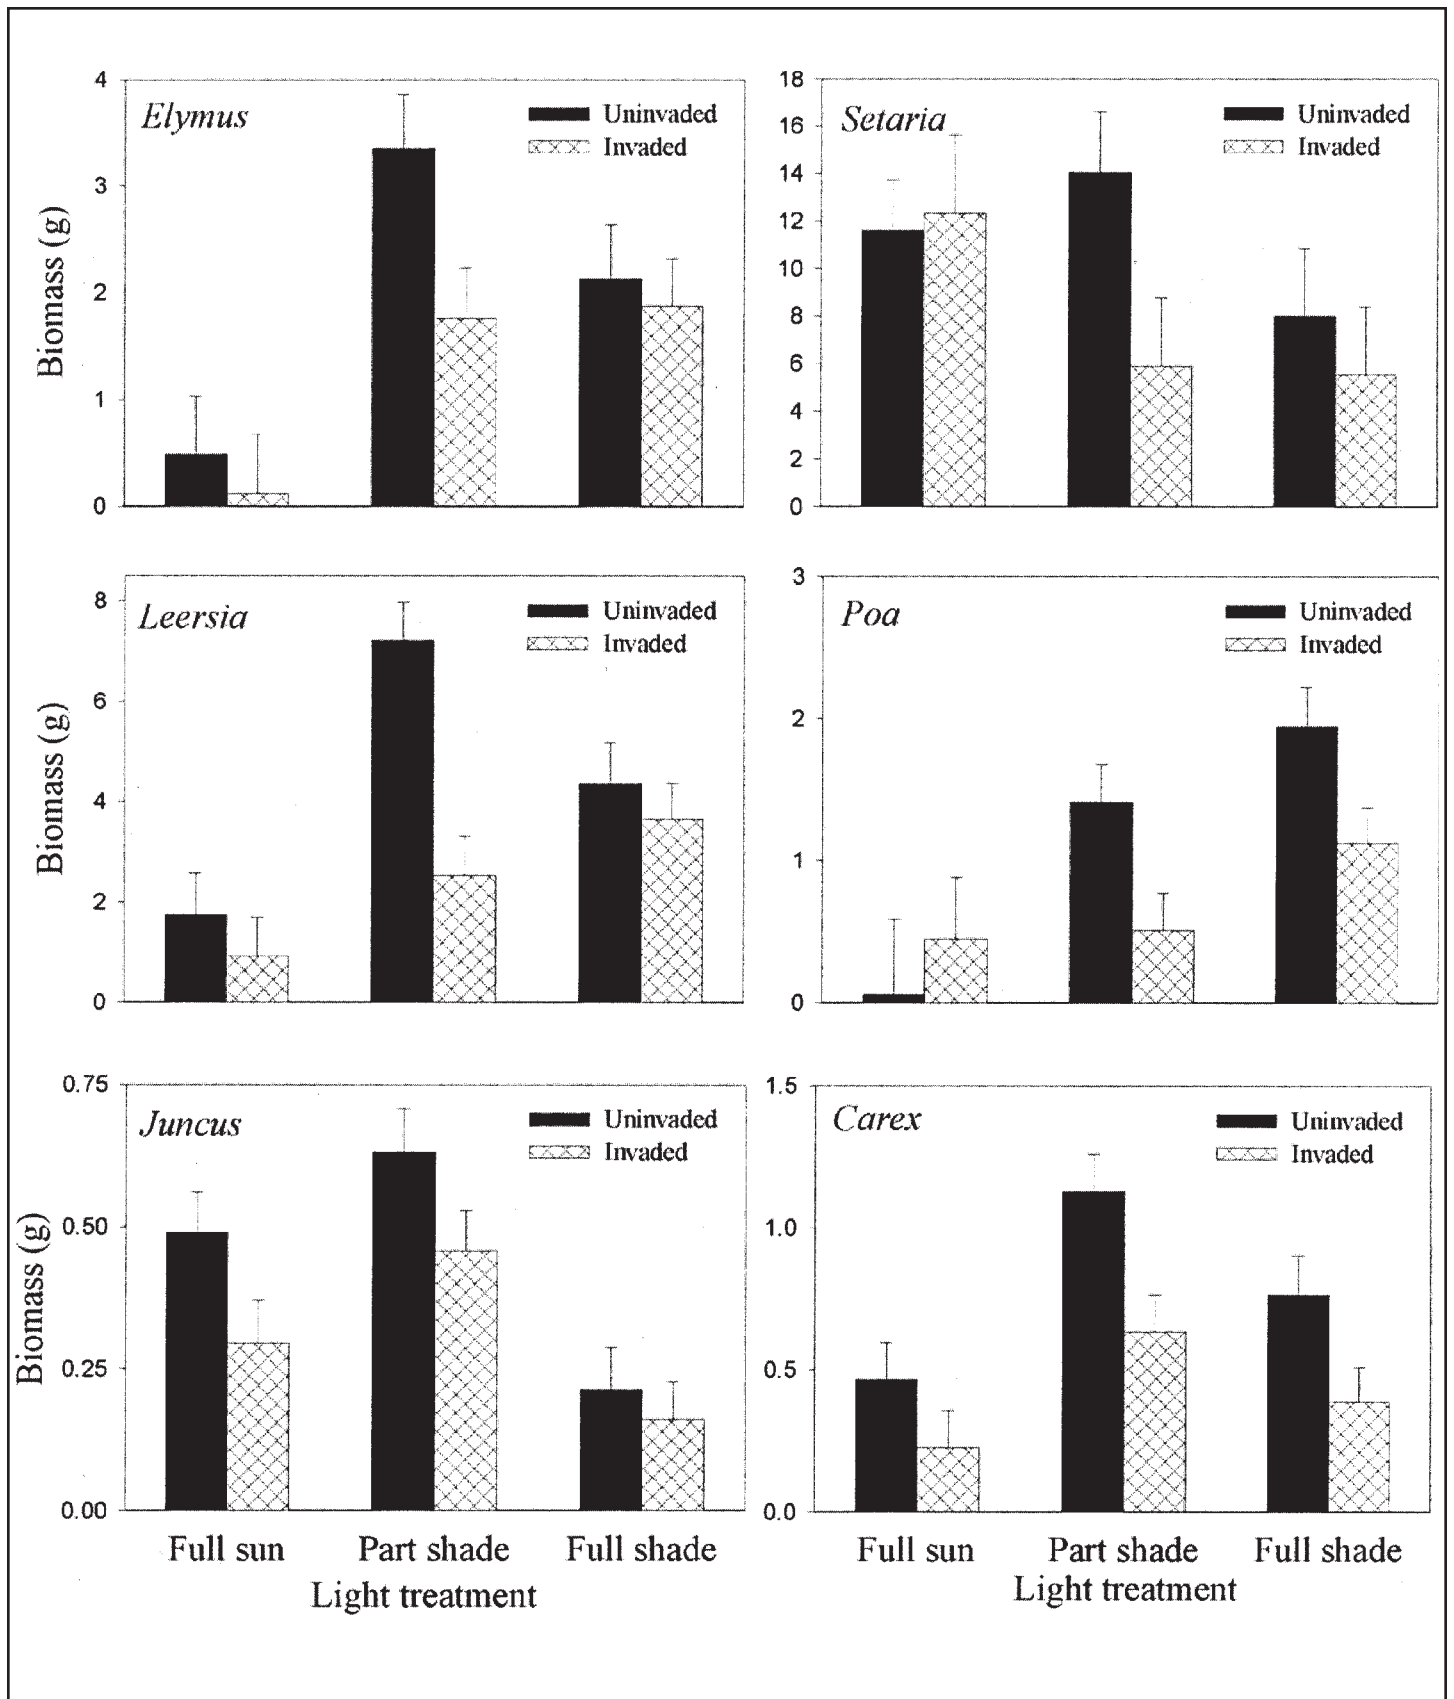 Elymus
Uninvaded
Invaded
4
3
2
1
0
Biomass (g)
Setaria
Uninvaded
Invaded
18
16
14
12
10
8
6
4
2
0
Leersia
Uninvaded
Invaded
8
6
4
2
0
Biomass (g)
Poa
Uninvaded
Invaded
3
2
1
0
Juncus
Uninvaded
Invaded
0.75
0.50
0.25
0.00
Biomass (g)
Full sun Part shade Full shade
Light treatment
Carex
Uninvaded
Invaded
1.5
1.0
0.5
0.0
Full sun Part shade Full shade
Light treatment